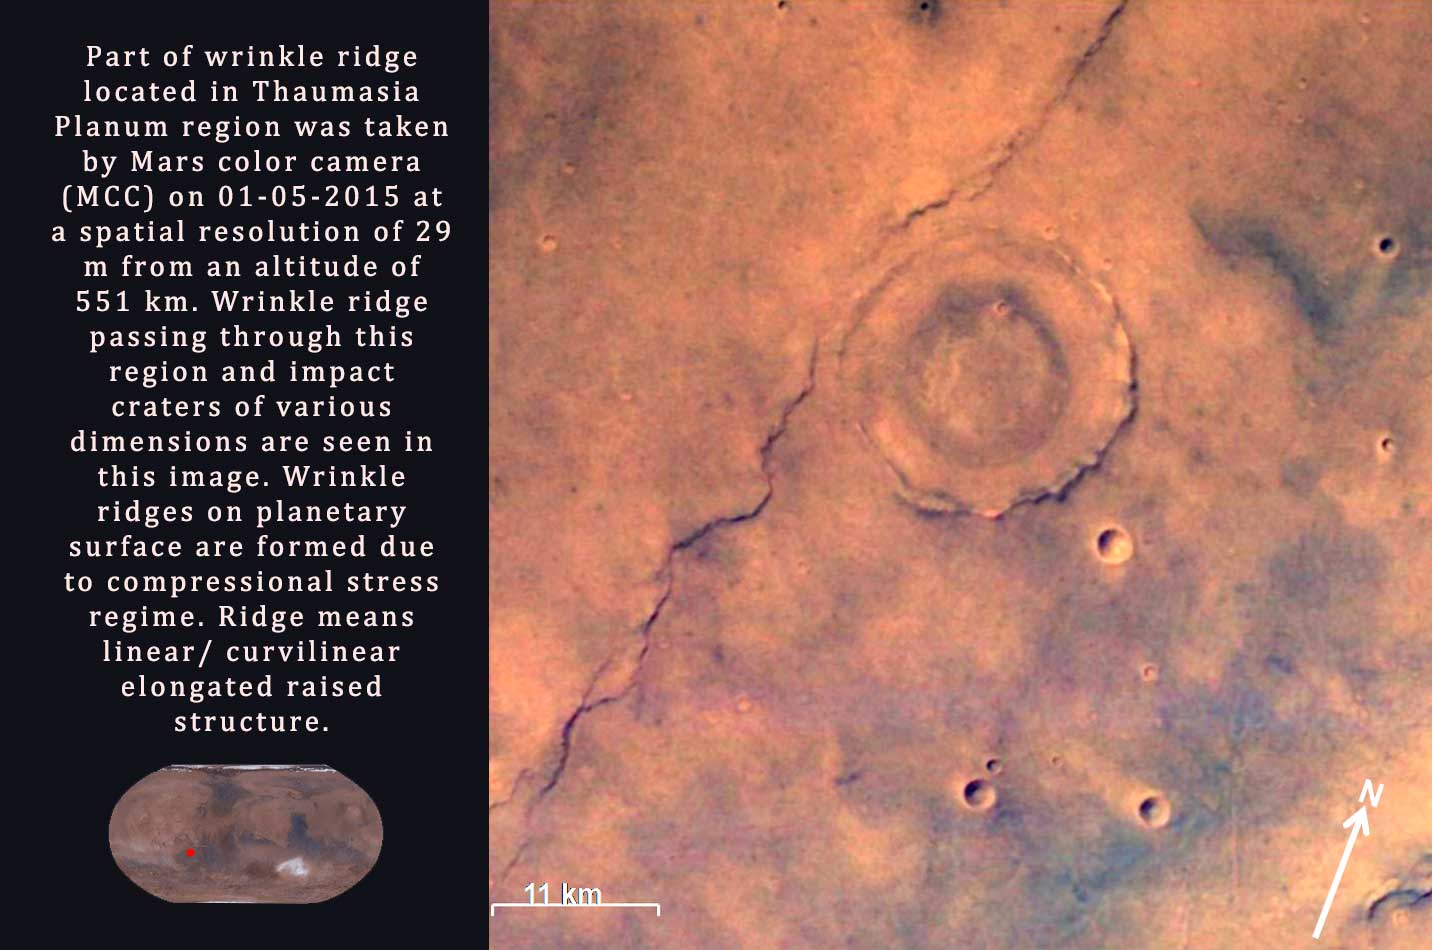 Part of wrinkle ridge
located in Thaumasia
Planum region was taken
by Mars color camera
(MCC) on 01-05-2015 at
a spatial resolution of 29
m from an altitude of
551 km. Wrinkle ridge
passing through this
region and impact
craters of various
dimensions are seen in
this image. Wrinkle
ridges on planetary
surface are formed due
to compressional stress
regime. Ridge means
linear/ curvilinear
elongated raised
structure.
N
11 km